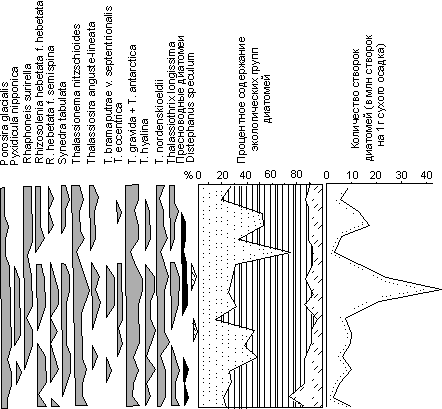 Porosira glacialis
Pyxidicula nipponica
Rhaphoneis surirella
Rhizosolenia hebetata f. hebetata
R. hebetata f. semispina
Synedra tabulata
Thalassionema nitzschioides
Thalassiosira anguste-lineata
T. bramaputrae v. septentrionalis
T. eccentrica
T. gravida + T. antarctica
T. hyalina
T. nordenskioeldii
Thalassiothrix longissima
Пресноводные диатомеи
Distephanus speculum
Процентное содержание
экологических групп
диатомей
Количество створок
диатомей (в млн створок
на 1 г сухого осадка)
% 0 20 40 60 80
0 10 20 30 40